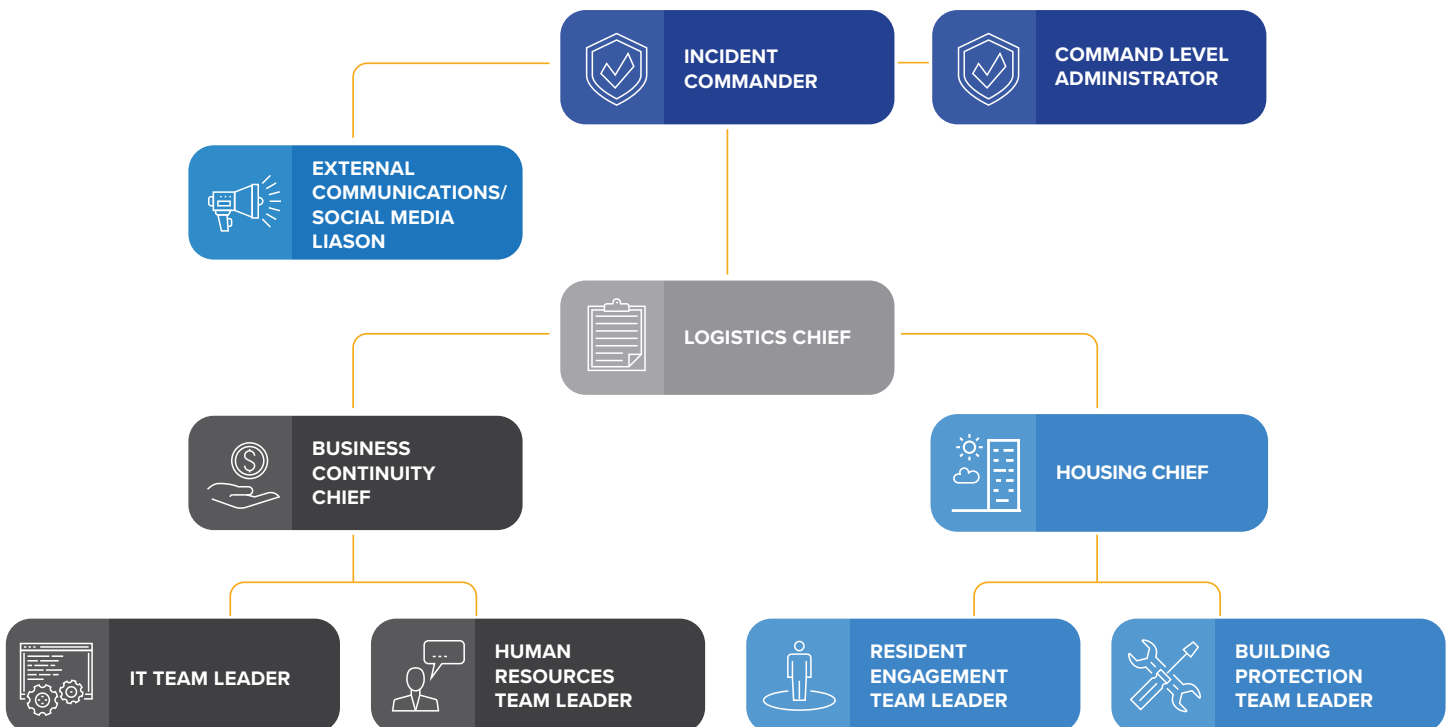 INCIDENT
COMMANDER
COMMAND LEVEL
ADMINISTRATOR
EXTERNAL
COMMUNICATIONS/
SOCIAL MEDIA
LIASON
LOGISTICS CHIEF
BUSINESS
CONTINUITY
CHIEF
HOUSING CHIEF
IT TEAM LEADER
HUMAN
RESOURCES
TEAM LEADER
RESIDENT
ENGAGEMENT
TEAM LEADER
BUILDING
PROTECTION
TEAM LEADER